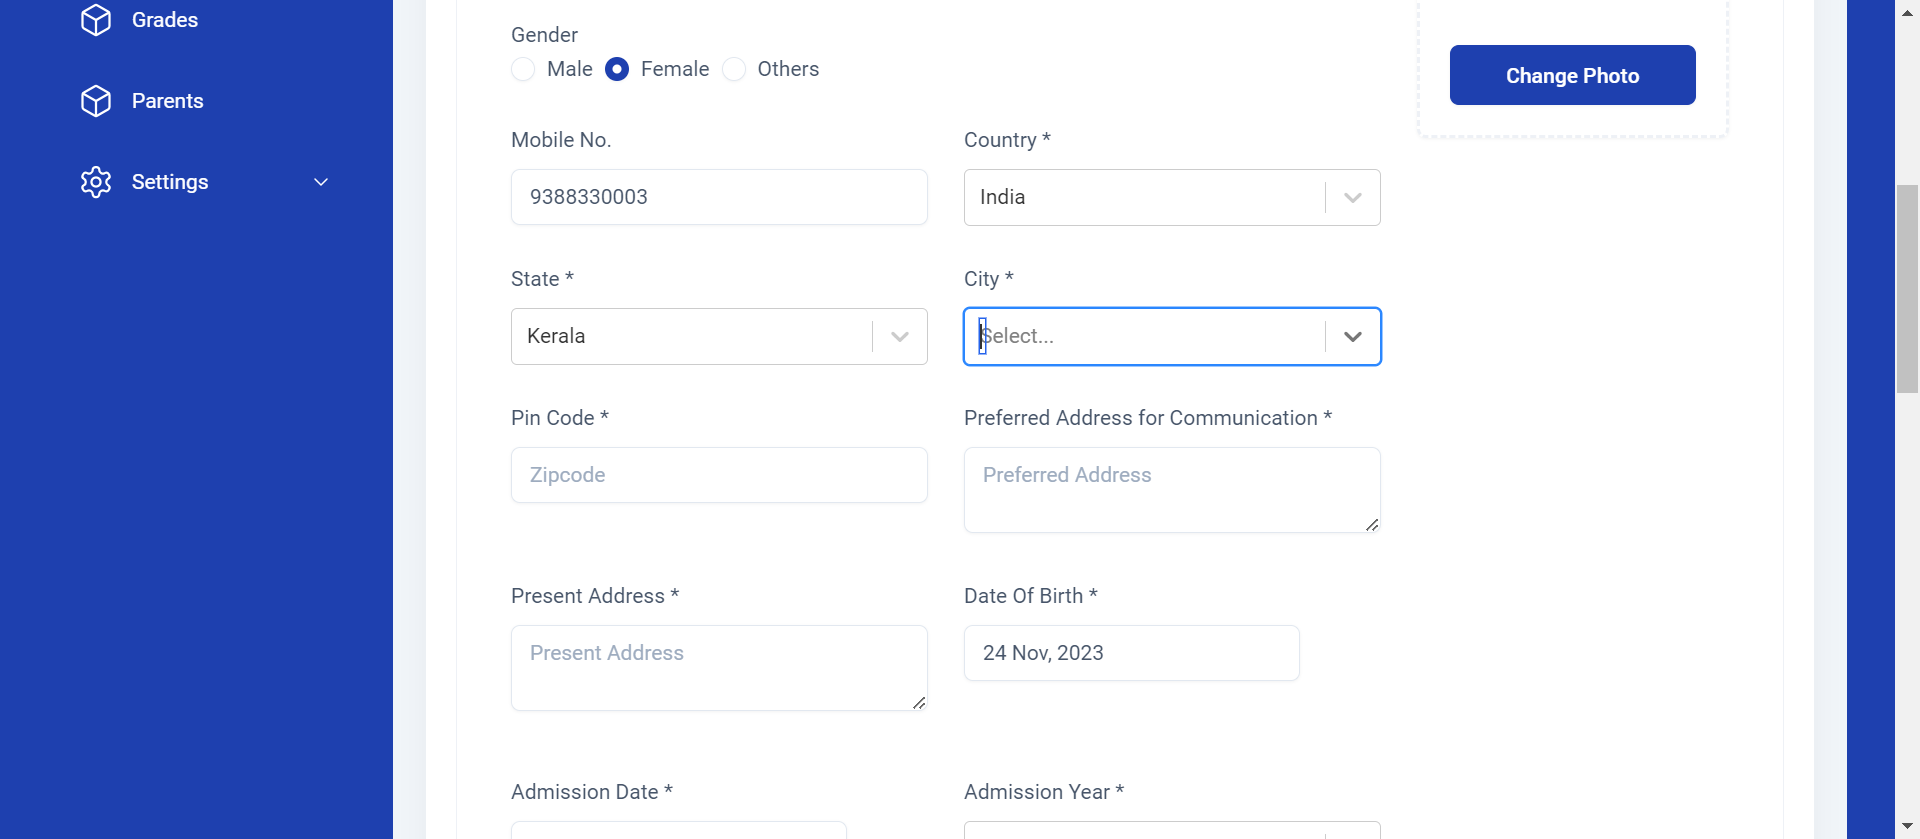 Grades
Parents
Settings
Gender
Male Female Others
Change Photo
Mobile No.
Country *
9388330003
India
State *
City *
Kerala
Select...
Pin Code *
Preferred Address for Communication *
Zipcode
Preferred Address
Present Address *
Date Of Birth *
Present Address
24 Nov, 2023
Admission Date *
Admission Year *